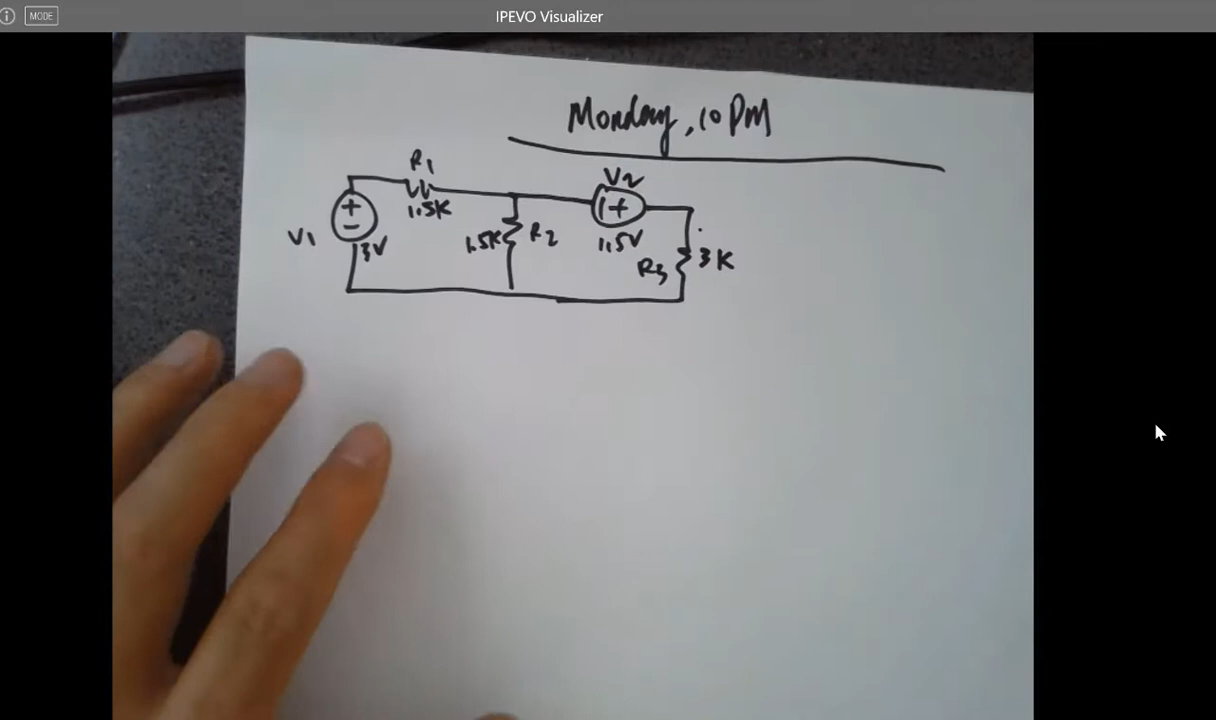 MODE
IPEVO Visualizer
Monday, 10 PM
R1
1.5K
V1
3V
1.5K
R2
V2
1.5V
R3
3K